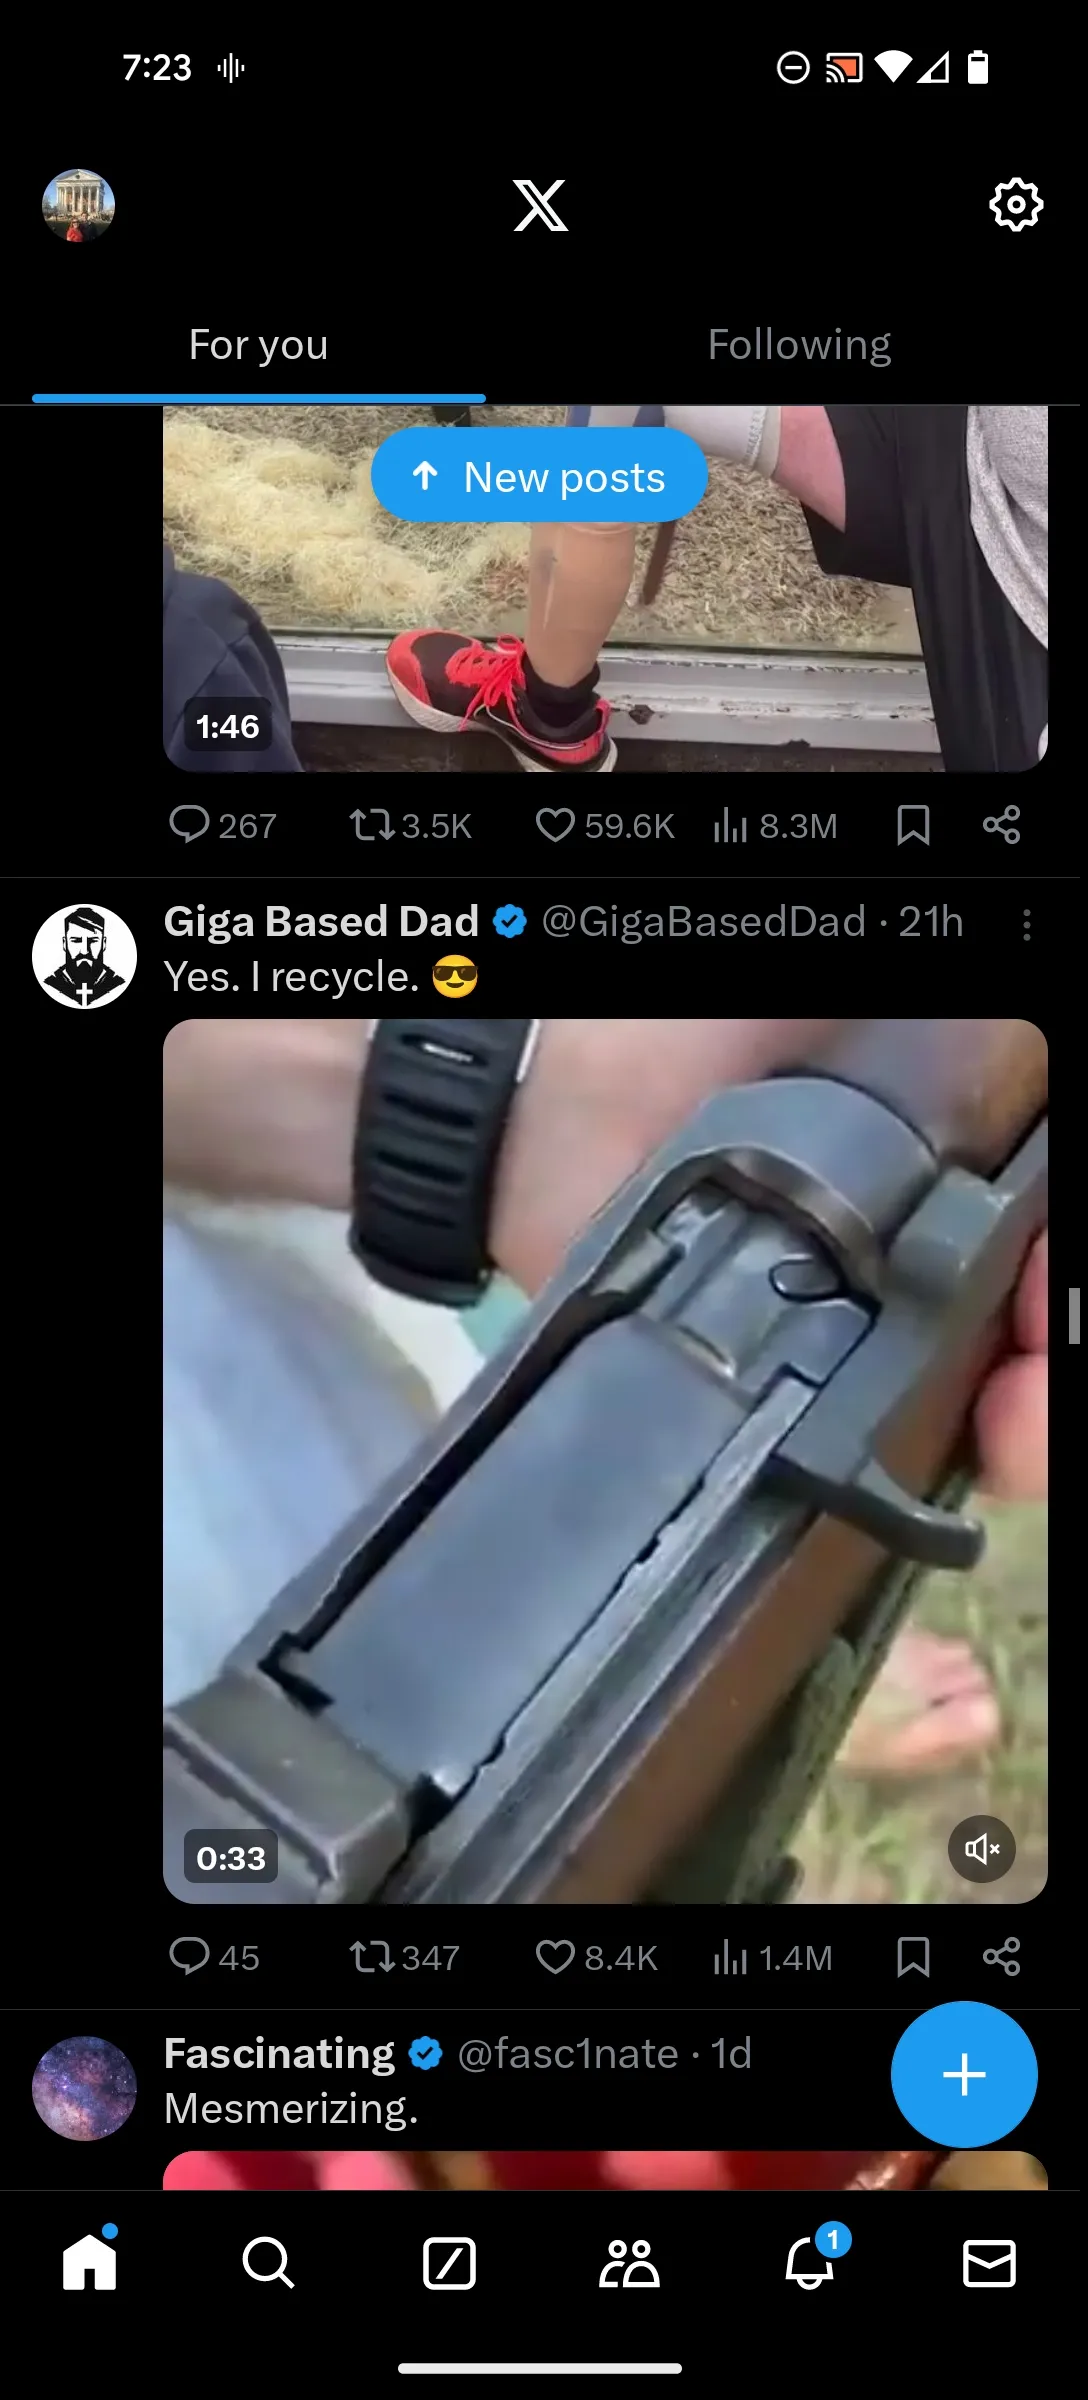 7:23
For you
Following
New posts
1:46
267
3.5K
59.6K
8.3M
Giga Based Dad @GigaBasedDad · 21h
Yes. I recycle. 😎
0:33
45
347
8.4K
1.4M
Fascinating @fasc1nate · 1d
Mesmerizing.
1